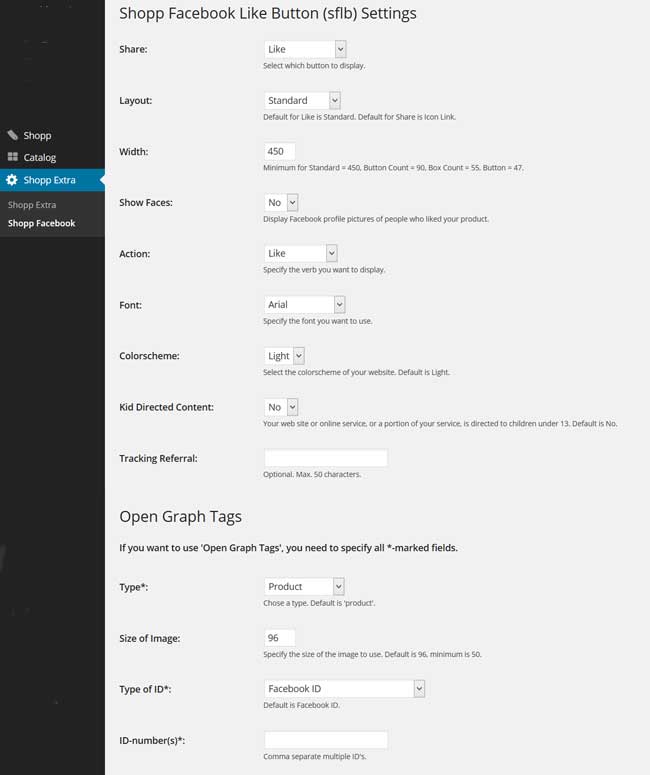 Shopp
Catalog
Shopp Extra
Shopp Extra
Shopp Facebook
Shopp Facebook Like Button (sflb) Settings
Share: Like
Select which button to display.
Layout: Standard
Default for Like is Standard. Default for Share is Icon Link.
Width: 450
Minimum for Standard = 450, Button Count = 90, Box Count = 55. Button = 47.
Show Faces: No
Display Facebook profile pictures of people who liked your product.
Action: Like
Specify the verb you want to display.
Font: Arial
Specify the font you want to use.
Colorscheme: Light
Select the colorscheme of your website. Default is Light.
Kid Directed Content: No
Your web site or online service, or a portion of your service, is directed to children under 13. Default is No.
Tracking Referral:
Optional. Max. 50 characters.
Open Graph Tags
If you want to use 'Open Graph Tags', you need to specify all *-marked fields.
Type*: Product
Chose a type. Default is 'product'.
Size of Image: 96
Specify the size of the image to use. Default is 96, minimum is 50.
Type of ID*: Facebook ID
Default is Facebook ID.
ID-number(s)*:
Comma separate multiple ID's.